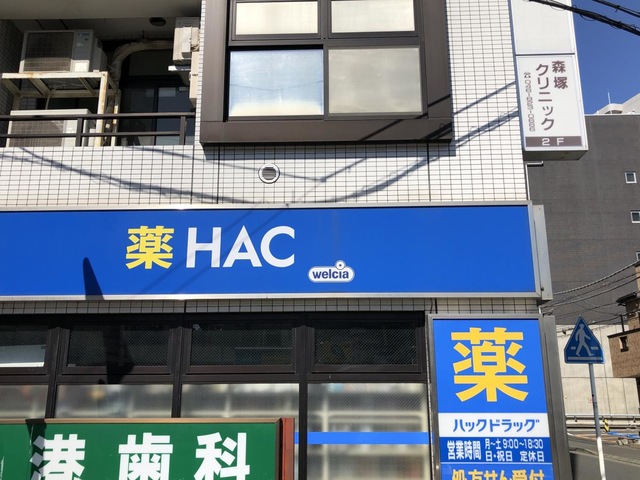 森塚
クリニック
2F
薬 HAC
welcia
薬
ハックドラッグ
営業時間 月~土 9:00~18:30
日・祝日 定休日
処方せん受付
港歯科